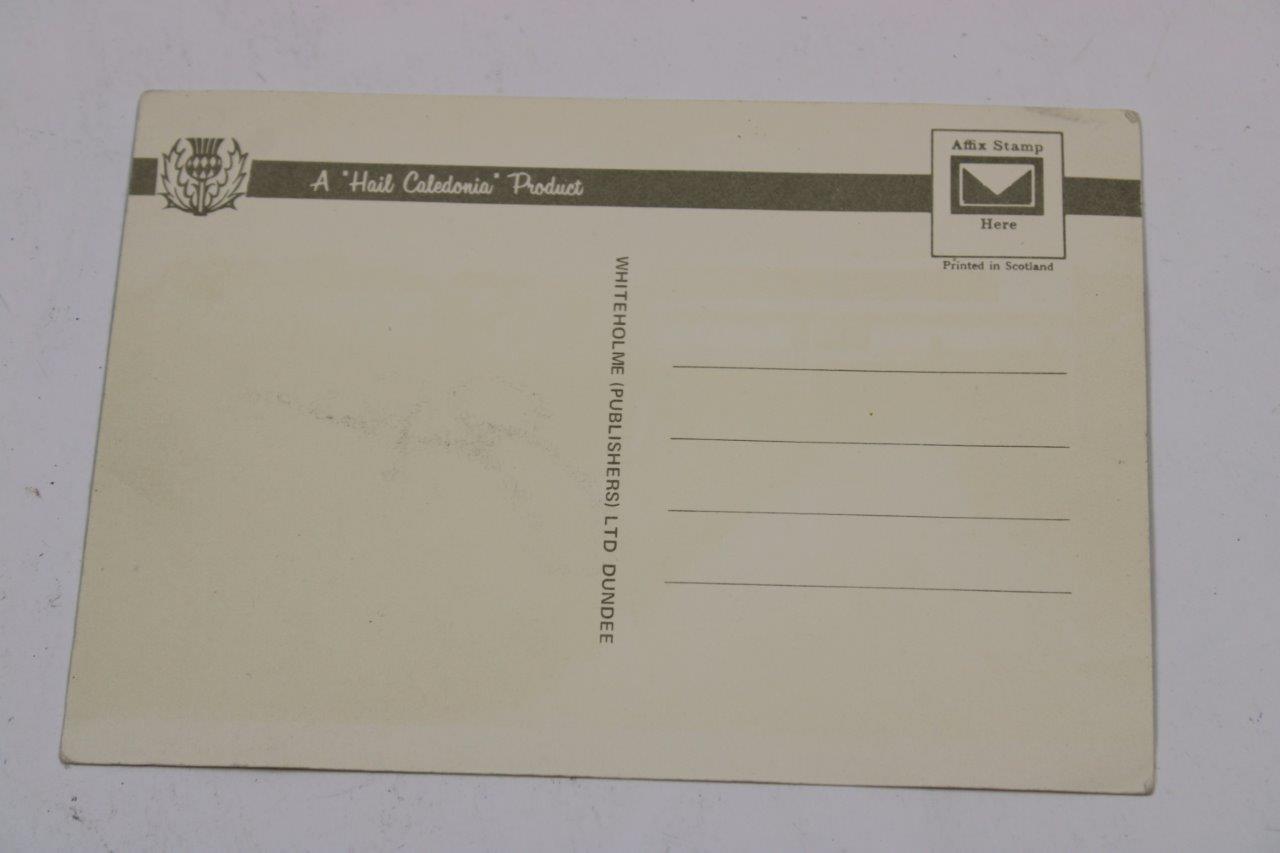 A "Hail Caledonia" Product
Affix Stamp
Here
Printed in Scotland
WHITEHOLME (PUBLISHERS) LTD DUNDEE